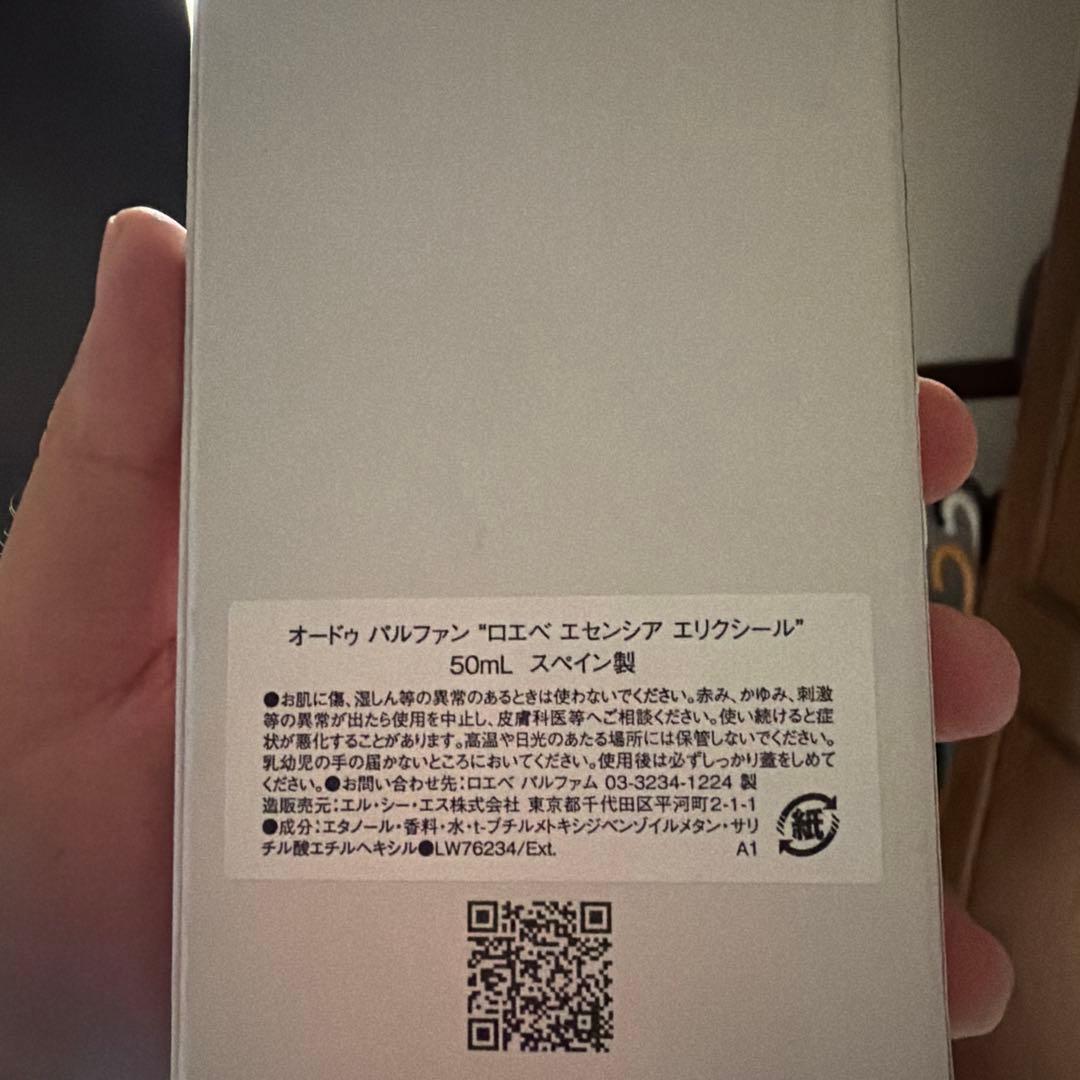 オードゥ パルファン “ロエベ エセンシア エリクシール”
50mL スペイン製
●お肌に傷、湿しん等の異常のあるときは使わないでください。赤み、かゆみ、刺激
等の異常が出たら使用を中止し、皮膚科医等へご相談ください。使い続けると症
状が悪化することがあります。高温や日光のあたる場所には保管しないでください。
乳幼児の手の届かないところにおいてください。使用後は必ずしっかり蓋をしめて
ください。●お問い合わせ先：ロエベ パルファム 03-3234-1224 製
造販売元：エル・シー・エス株式会社 東京都千代田区平河町2-1-1
●成分：エタノール・香料・水・t-ブチルメトキシジベンゾイルメタン・サリ
チル酸エチルヘキシル●LW76234/Ext. A1
紙